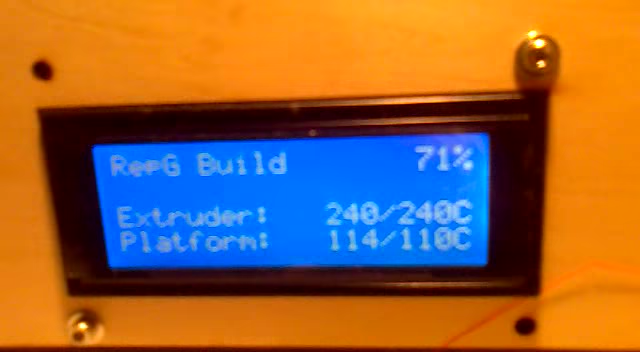 RepG Build 71%
Extruder: 240/240C
Platform: 114/110C